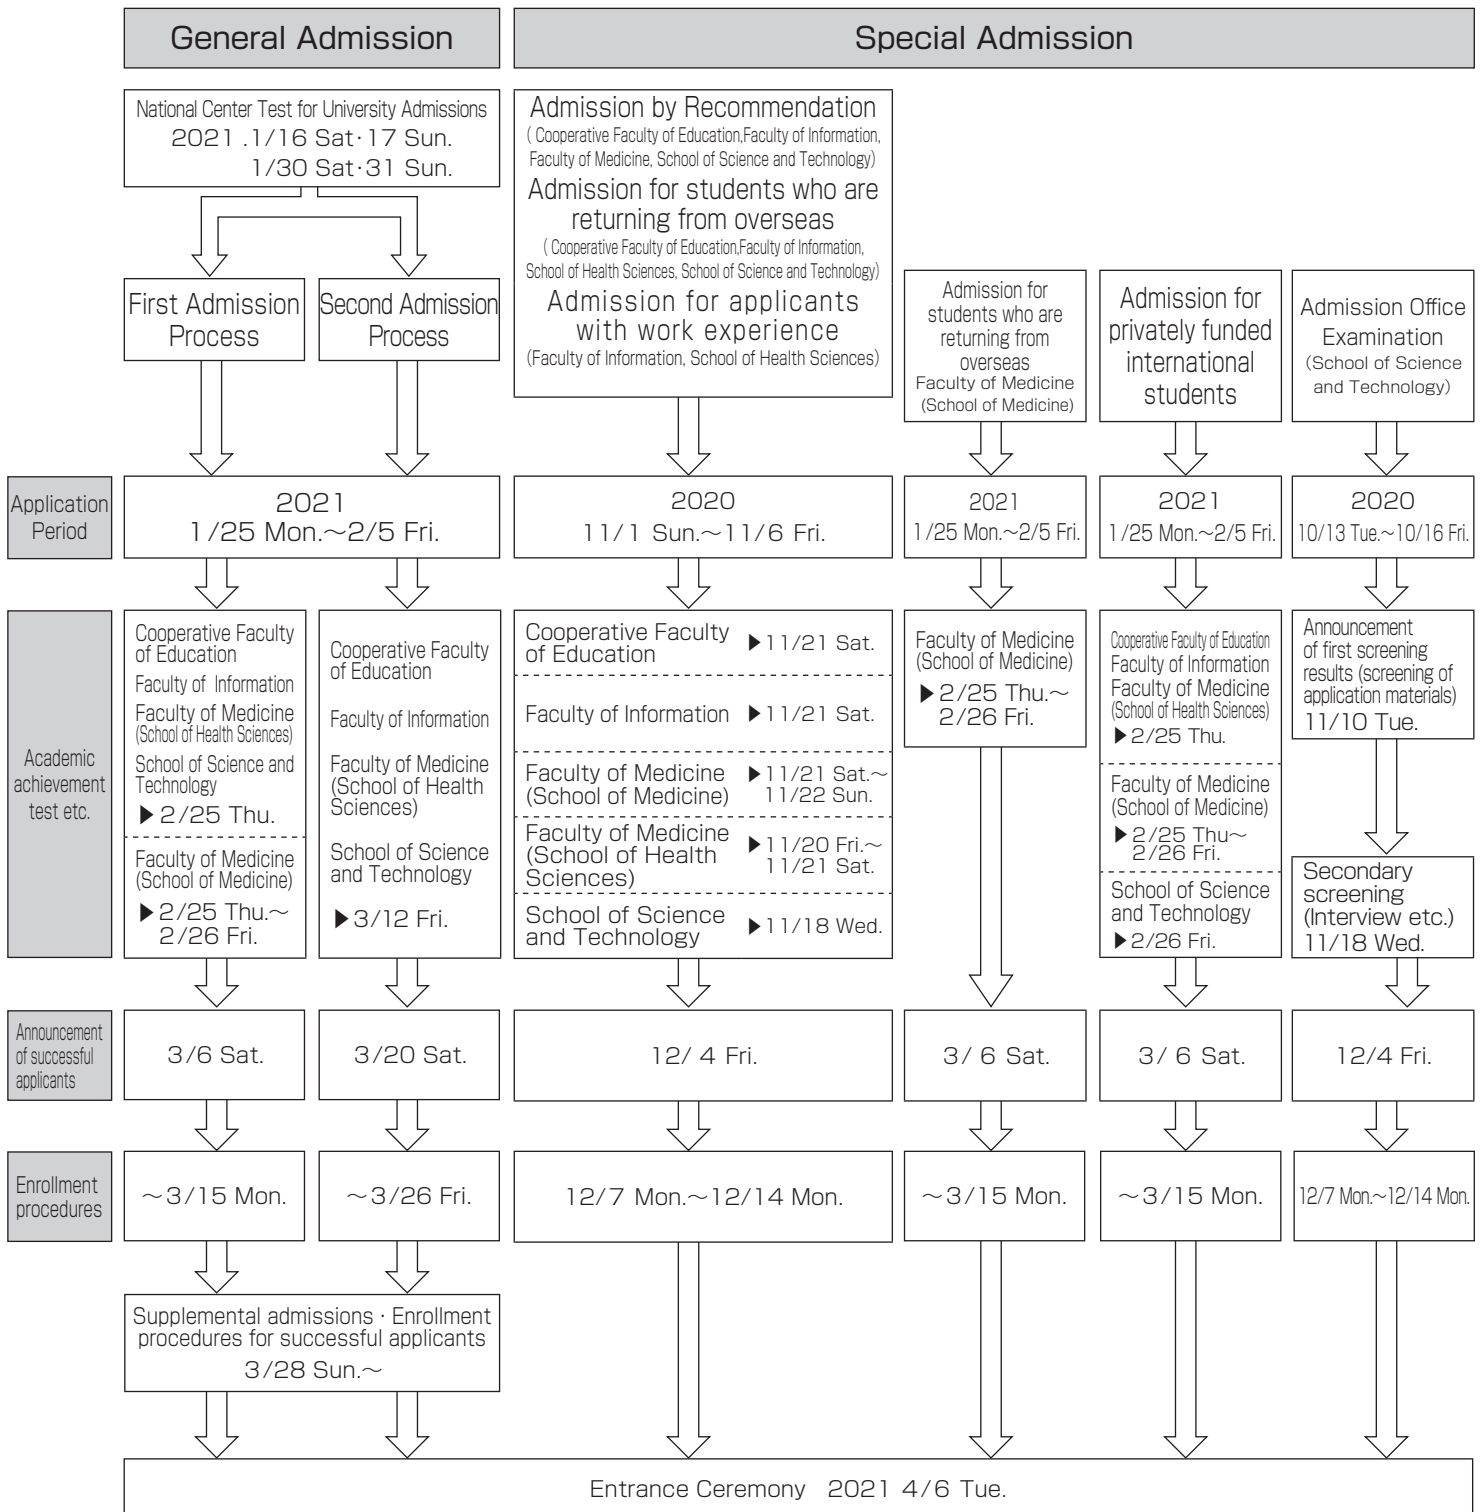 General Admission
Special Admission
National Center Test for University Admissions
2021 .1/16 Sat·17 Sun.
1/30 Sat·31 Sun.
First Admission
Process
Second Admission
Process
Admission by Recommendation
( Cooperative Faculty of Education,Faculty of Information,
Faculty of Medicine, School of Science and Technology)
Admission for students who are
returning from overseas
( Cooperative Faculty of Education,Faculty of Information,
School of Health Sciences, School of Science and Technology)
Admission for applicants
with work experience
(Faculty of Information, School of Health Sciences)
Admission for
students who are
returning from
overseas
Faculty of Medicine
(School of Medicine)
Admission for
privately funded
international
students
Admission Office
Examination
(School of Science
and Technology)
Application
Period
2021
1/25 Mon.～2/5 Fri.
2020
11/1 Sun.～11/6 Fri.
2021
1/25 Mon.～2/5 Fri.
2021
1/25 Mon.～2/5 Fri.
2020
10/13 Tue.～10/16 Fri.
Academic
achievement
test etc.
Cooperative Faculty
of Education
Faculty of Information
Faculty of Medicine
(School of Health Sciences)
School of Science and
Technology
▶2/25 Thu.
Faculty of Medicine
(School of Medicine)
▶2/25 Thu.～
2/26 Fri.
Cooperative Faculty
of Education
Faculty of Information
Faculty of Medicine
(School of Health
Sciences)
School of Science
and Technology
▶3/12 Fri.
Cooperative Faculty
of Education
▶11/21 Sat.
Faculty of Information ▶11/21 Sat.
Faculty of Medicine
(School of Medicine)
▶11/21 Sat.～
11/22 Sun.
Faculty of Medicine
(School of Health
Sciences)
▶11/20 Fri.～
11/21 Sat.
School of Science
and Technology
▶11/18 Wed.
Faculty of Medicine
(School of Medicine)
▶2/25 Thu.～
2/26 Fri.
Cooperative Faculty of Education
Faculty of Information
Faculty of Medicine
(School of Health Sciences)
▶2/25 Thu.
Faculty of Medicine
(School of Medicine)
▶2/25 Thu～
2/26 Fri.
School of Science
and Technology
▶2/26 Fri.
Announcement
of first screening
results (screening of
application materials)
11/10 Tue.
Secondary
screening
(Interview etc.)
11/18 Wed.
Announcement
of successful
applicants
3/6 Sat.
3/20 Sat.
12/ 4 Fri.
3/ 6 Sat.
3/ 6 Sat.
12/4 Fri.
Enrollment
procedures
～3/15 Mon.
～3/26 Fri.
12/7 Mon.～12/14 Mon.
～3/15 Mon.
～3/15 Mon.
12/7 Mon.～12/14 Mon.
Supplemental admissions · Enrollment
procedures for successful applicants
3/28 Sun.～
Entrance Ceremony 2021 4/6 Tue.